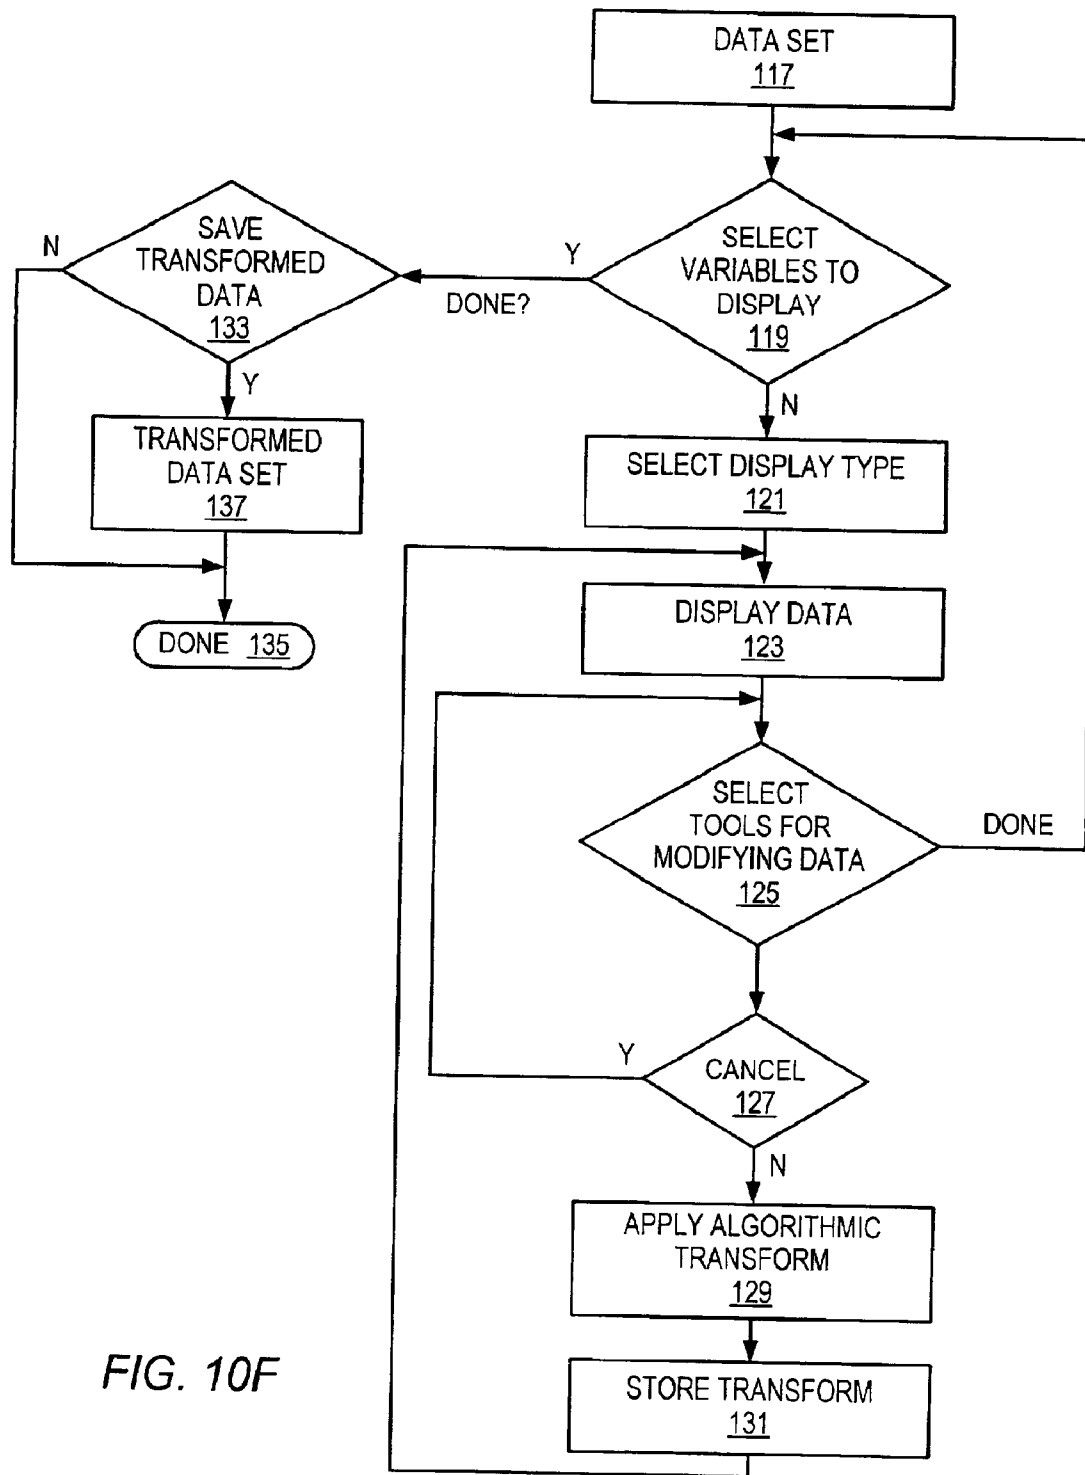 DATA SET
117
SAVE
TRANSFORMED
DATA
133
N
Y
DONE?
Y
SELECT
VARIABLES TO
DISPLAY
119
N
TRANSFORMED
DATA SET
137
SELECT DISPLAY TYPE
121
DONE 135
DISPLAY DATA
123
SELECT
TOOLS FOR
MODIFYING DATA
125
DONE
Y
CANCEL
127
N
APPLY ALGORITHMIC
TRANSFORM
129
STORE TRANSFORM
131
FIG. 10F